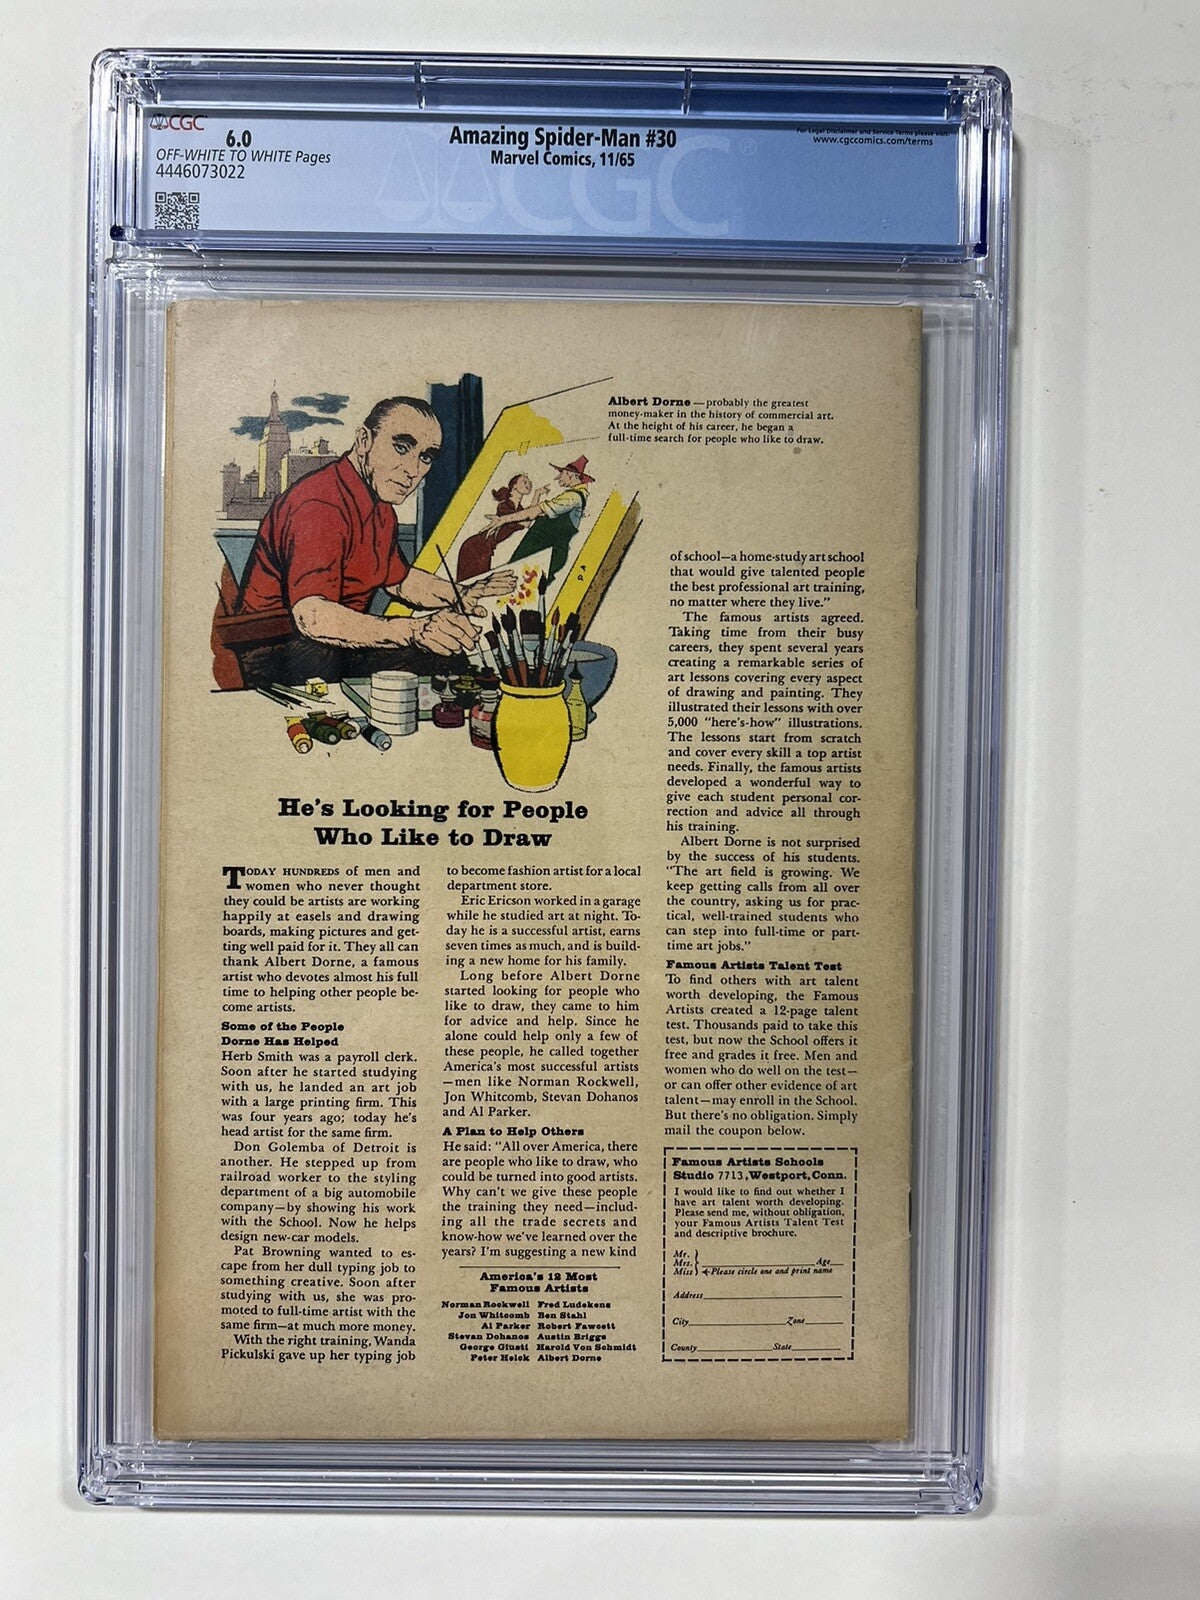 CGC
6.0
OFF-WHITE TO WHITE Pages
4446073022
Amazing Spider-Man #30
Marvel Comics, 11/65
For Legal Disclaimer and Service Terms please visit:
www.cgccomics.com/terms
CGC®
Albert Dorne—probably the greatest
money-maker in the history of commercial art.
At the height of his career, he began a
full-time search for people who like to draw.
He's Looking for People
Who Like to Draw
TODAY HUNDREDS of men and
women who never thought
they could be artists are working
happily at easels and drawing
boards, making pictures and get-
ting well paid for it. They all can
thank Albert Dorne, a famous
artist who devotes almost his full
time to helping other people be-
come artists.
Some of the People
Dorne Has Helped
Herb Smith was a payroll clerk.
Soon after he started studying
with us, he landed an art job
with a large printing firm. This
was four years ago; today he's
head artist for the same firm.
Don Golemba of Detroit is
another. He stepped up from
railroad worker to the styling
department of a big automobile
company—by showing his work
with the School. Now he helps
design new-car models.
Pat Browning wanted to es-
cape from her dull typing job to
something creative. Soon after
studying with us, she was pro-
moted to full-time artist with the
same firm—at much more money.
With the right training, Wanda
Pickulski gave up her typing job
to become fashion artist for a local
department store.
Eric Ericson worked in a garage
while he studied art at night. To-
day he is a successful artist, earns
seven times as much, and is build-
ing a new home for his family.
Long before Albert Dorne
started looking for people who
like to draw, they came to him
for advice and help. Since he
alone could help only a few of
these people, he called together
America's most successful artists
—men like Norman Rockwell,
Jon Whitcomb, Stevan Dohanos
and Al Parker.
A Plan to Help Others
He said: "All over America, there
are people who like to draw, who
could be turned into good artists.
Why can't we give these people
the training they need—includ-
ing all the trade secrets and
know-how we've learned over the
years? I'm suggesting a new kind
America's 12 Most
Famous Artists
Norman Rockwell Fred Ludekens
Jon Whitcomb Ben Stahl
Al Parker Robert Fawcett
Stevan Dohanos Austin Briggs
George Giusti Harold Von Schmidt
Peter Helck Albert Dorne
of school—a home-study art school
that would give talented people
the best professional art training,
no matter where they live."
The famous artists agreed.
Taking time from their busy
careers, they spent several years
creating a remarkable series of
art lessons covering every aspect
of drawing and painting. They
illustrated their lessons with over
5,000 "here's-how" illustrations.
The lessons start from scratch
and cover every skill a top artist
needs. Finally, the famous artists
developed a wonderful way to
give each student personal cor-
rection and advice all through
his training.
Albert Dorne is not surprised
by the success of his students.
"The art field is growing. We
keep getting calls from all over
the country, asking us for prac-
tical, well-trained students who
can step into full-time or part-
time art jobs."
Famous Artists Talent Test
To find others with art talent
worth developing, the Famous
Artists created a 12-page talent
test. Thousands paid to take this
test, but now the School offers it
free and grades it free. Men and
women who do well on the test—
or can offer other evidence of art
talent—may enroll in the School.
But there's no obligation. Simply
mail the coupon below.
Famous Artists Schools
Studio 7713, Westport, Conn.
I would like to find out whether I
have art talent worth developing.
Please send me, without obligation,
your Famous Artists Talent Test
and descriptive brochure.
Mr.
Mrs. Age
Miss ←Please circle one and print name
Address
City Zone
County State